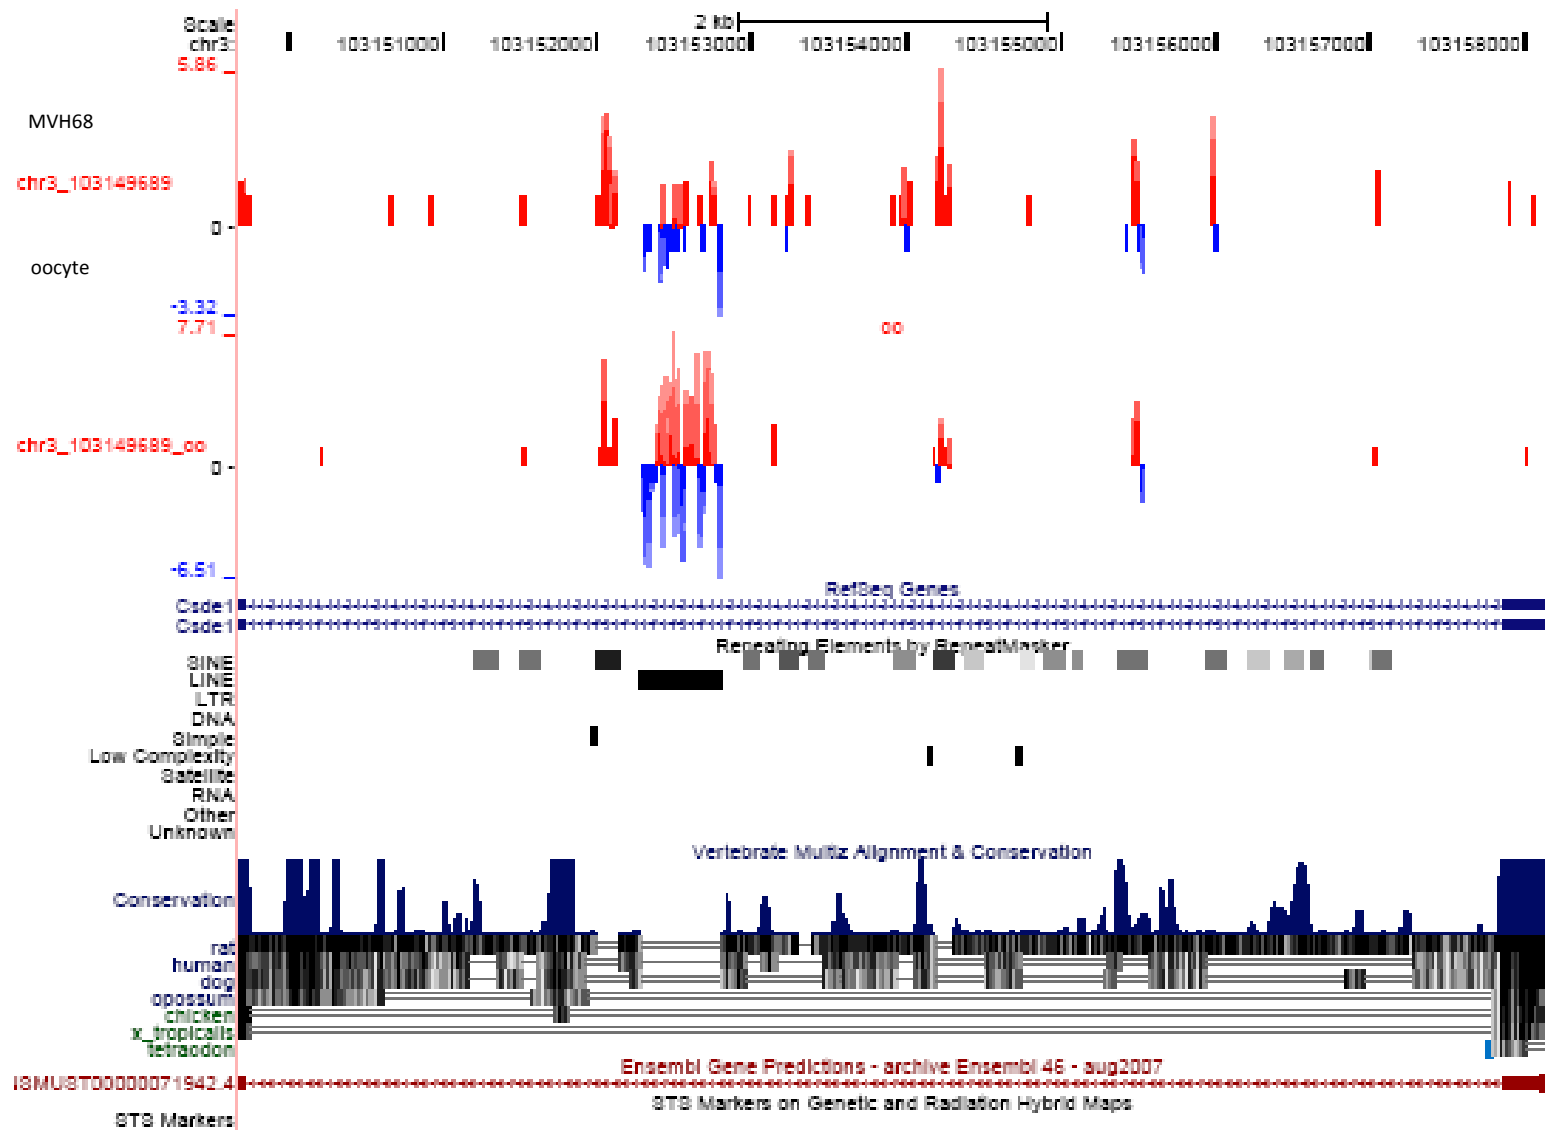 Scale 2 kb
chr3: 103151000 103152000 103153000 103154000 103155000 103156000 103157000 103158000
5.86
MVH68
chr3_103149689
0
oocyte
-3.32
7.71
oo
chr3_103149689_oo
0
-6.51
RefSeq Genes
Csde1
Csde1
Repeating Elements by RepeatMasker
SINE
LINE
LTR
DNA
Simple
Low Complexity
Satellite
RNA
Other
Unknown
Vertebrate Multiz Alignment & Conservation
Conservation
rat
human
dog
opossum
chicken
x_tropicalis
tetraodon
Ensembl Gene Predictions - archive Ensembl 46 - aug2007
ISMUST00000071942.4
STS Markers on Genetic and Radiation Hybrid Maps
STS Markers